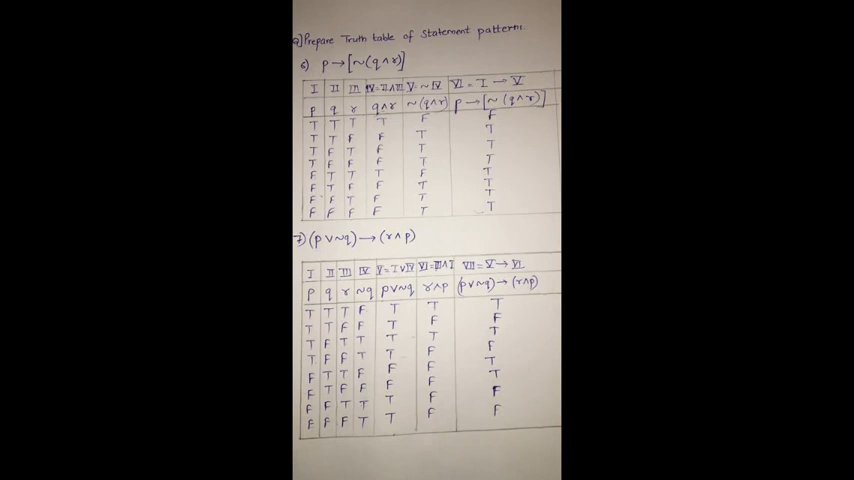 Q]Prepare Truth table of Statement patterns.
6) p→[~(q∧r)]
I II III IV=II∧III V=~IV VI = I → V
p q r q∧r ~(q∧r) p→[~(q∧r)]
T T T T F F
T T F F T T
T F T F T T
T F F F T T
F T T T F T
F T F F T T
F F T F T T
F F F F T T
7) (p∨~q)→(r∧p)
I II III IV V=I∨IV VI=III∧I VII=V→VI
p q r ~q p∨~q r∧p (p∨~q)→(r∧p)
T T T F T T T
T T F F T F F
T F T T T T T
T F F T T F F
F T T F F F T
F T F F F F T
F F T T T F F
F F F T T F F